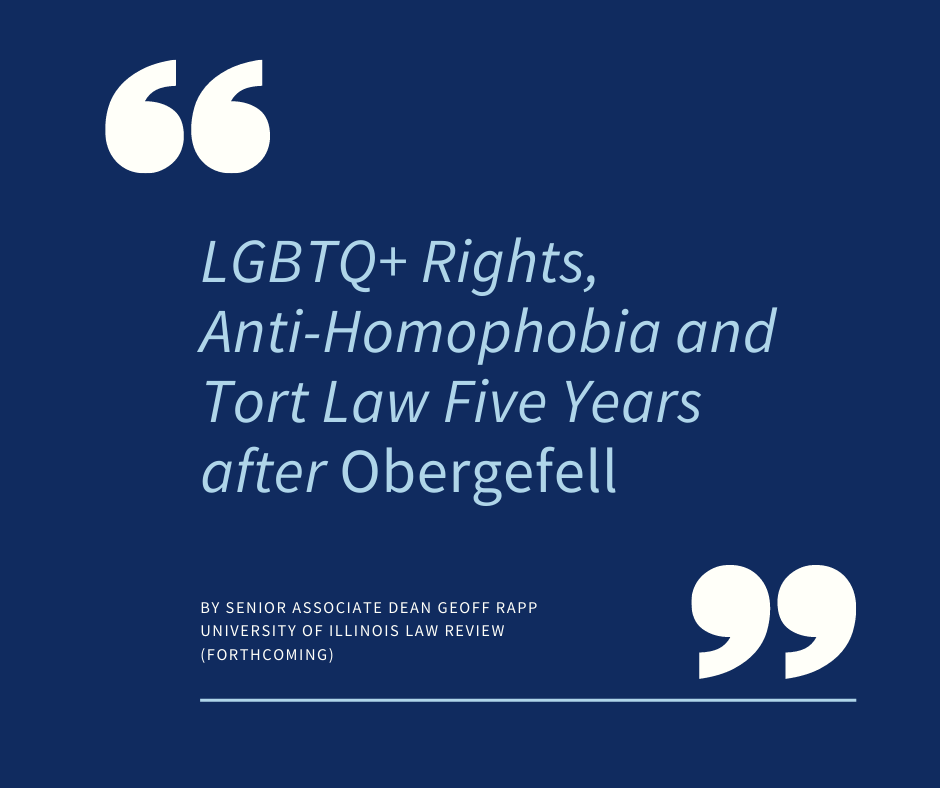 “
LGBTQ+ Rights,
Anti-Homophobia and
Tort Law Five Years
after Obergefell
BY SENIOR ASSOCIATE DEAN GEOFF RAPP
UNIVERSITY OF ILLINOIS LAW REVIEW
(FORTHCOMING)
”